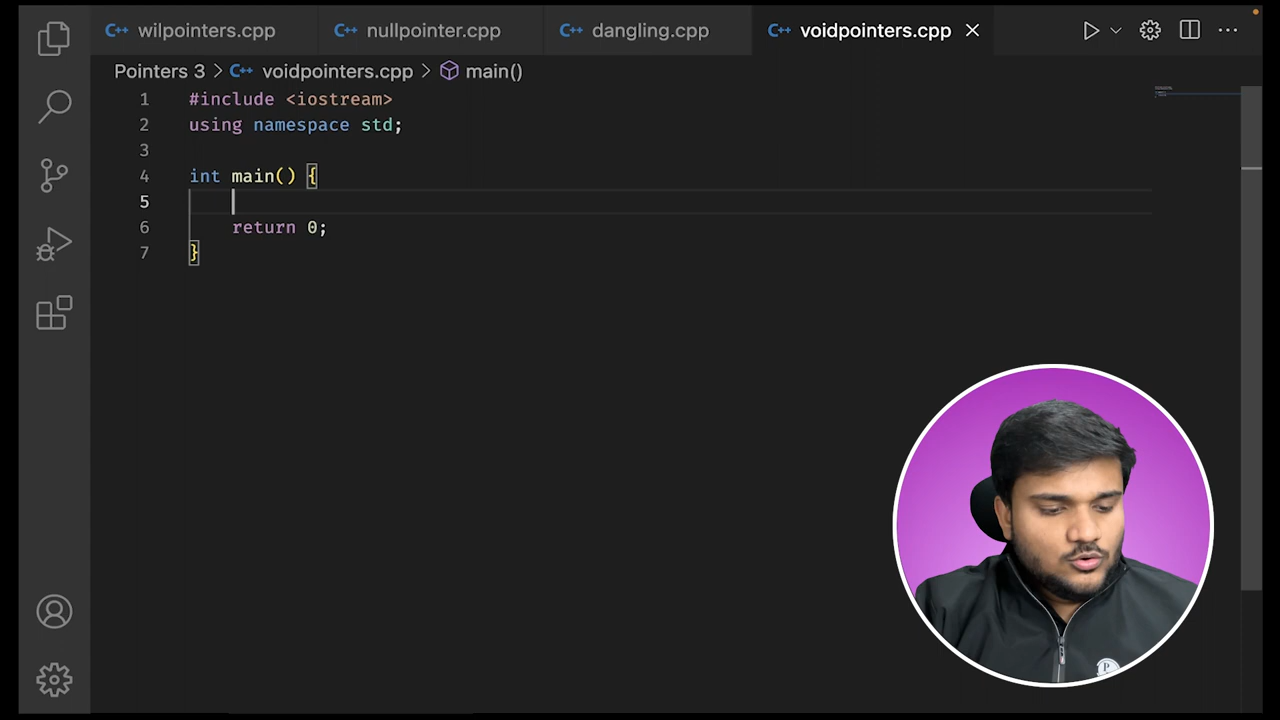 wilpointers.cpp nullpointer.cpp dangling.cpp voidpointers.cpp
Pointers 3 > voidpointers.cpp > main()
1 #include <iostream>
2 using namespace std;
3
4 int main() {
5
6 return 0;
7 }
P